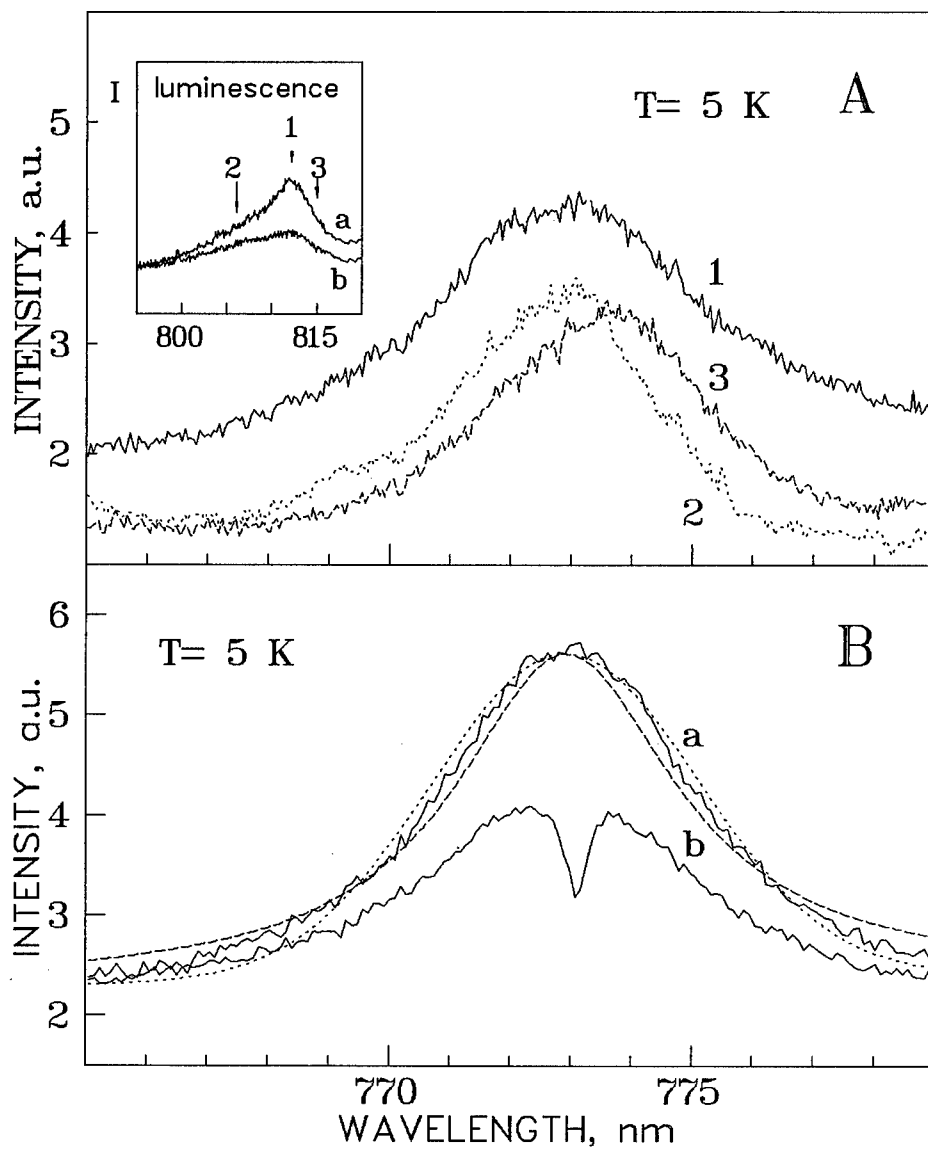 A
T= 5 K
I luminescence
1
2 3
a
b
800 815
5
4
3
2
INTENSITY, a.u.
1
3
2
B
T= 5 K
6
5
4
3
2
INTENSITY, a.u.
a
b
770 775
WAVELENGTH, nm